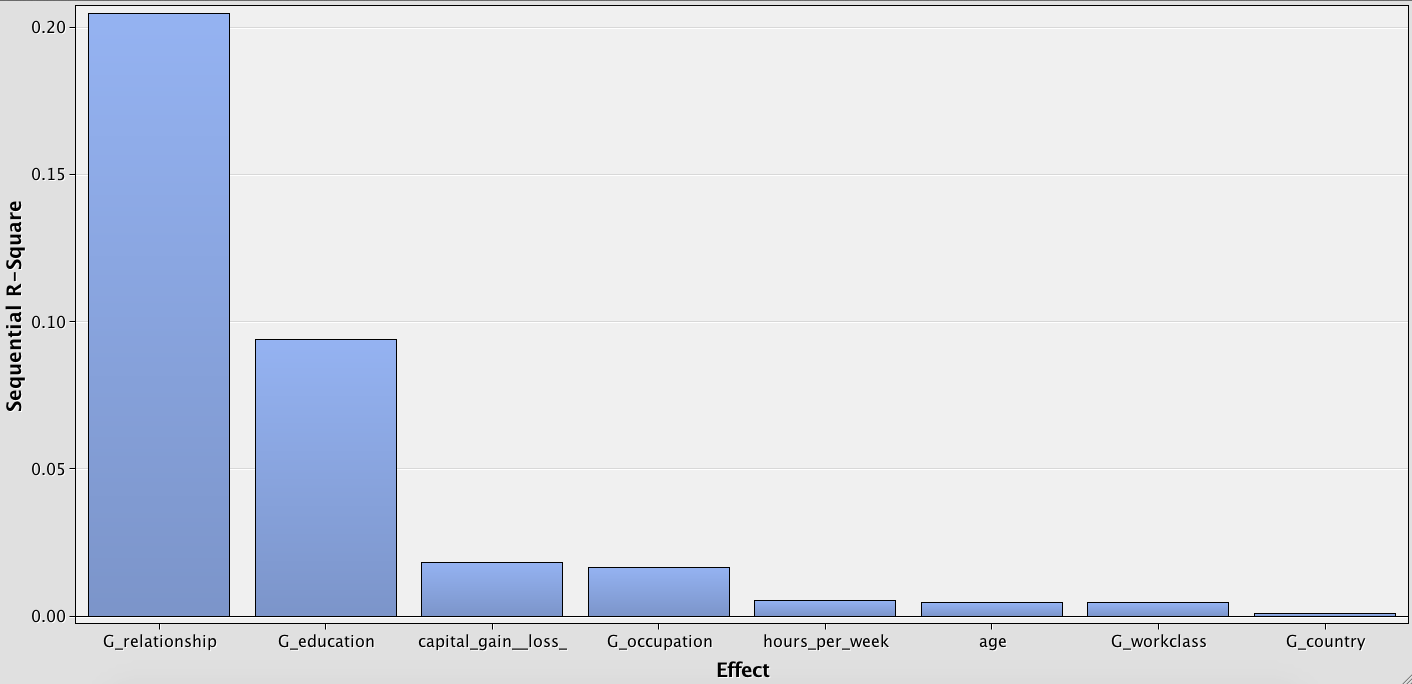 Sequential R-Square
0.20
0.15
0.10
0.05
0.00
G_relationship
G_education
capital_gain__loss_
G_occupation
hours_per_week
age
G_workclass
G_country
Effect